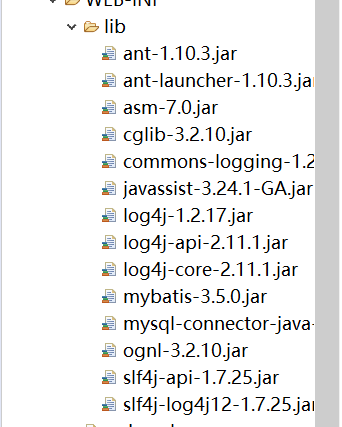 WEB-INF
lib
ant-1.10.3.jar
ant-launcher-1.10.3.ja
asm-7.0.jar
cglib-3.2.10.jar
commons-logging-1.2
javassist-3.24.1-GA.jar
log4j-1.2.17.jar
log4j-api-2.11.1.jar
log4j-core-2.11.1.jar
mybatis-3.5.0.jar
mysql-connector-java-
ognl-3.2.10.jar
slf4j-api-1.7.25.jar
slf4j-log4j12-1.7.25.jar